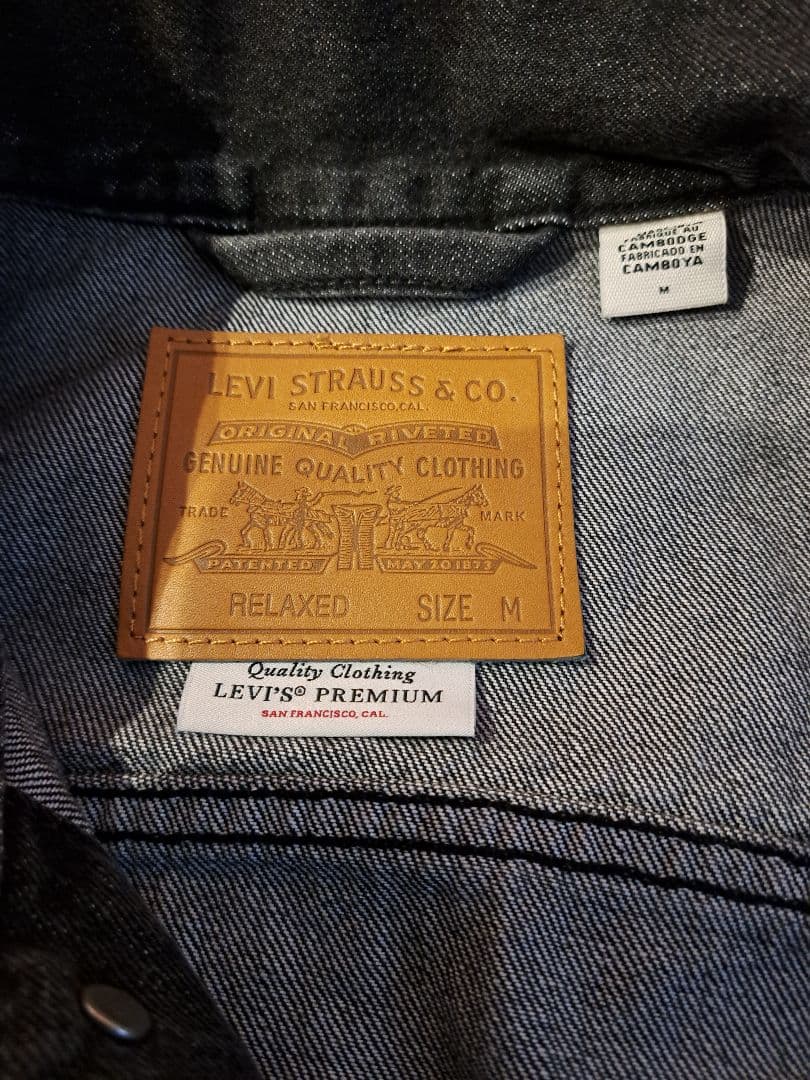 FABRIQUE AU
CAMBODGE
FABRICADO EN
CAMBOYA
M
LEVI STRAUSS & CO.
SAN FRANCISCO, CAL.
ORIGINAL RIVETED
GENUINE QUALITY CLOTHING
TRADE MARK
PATENTED MAY 20 1873
RELAXED SIZE M
Quality Clothing
LEVI'S® PREMIUM
SAN FRANCISCO, CAL.